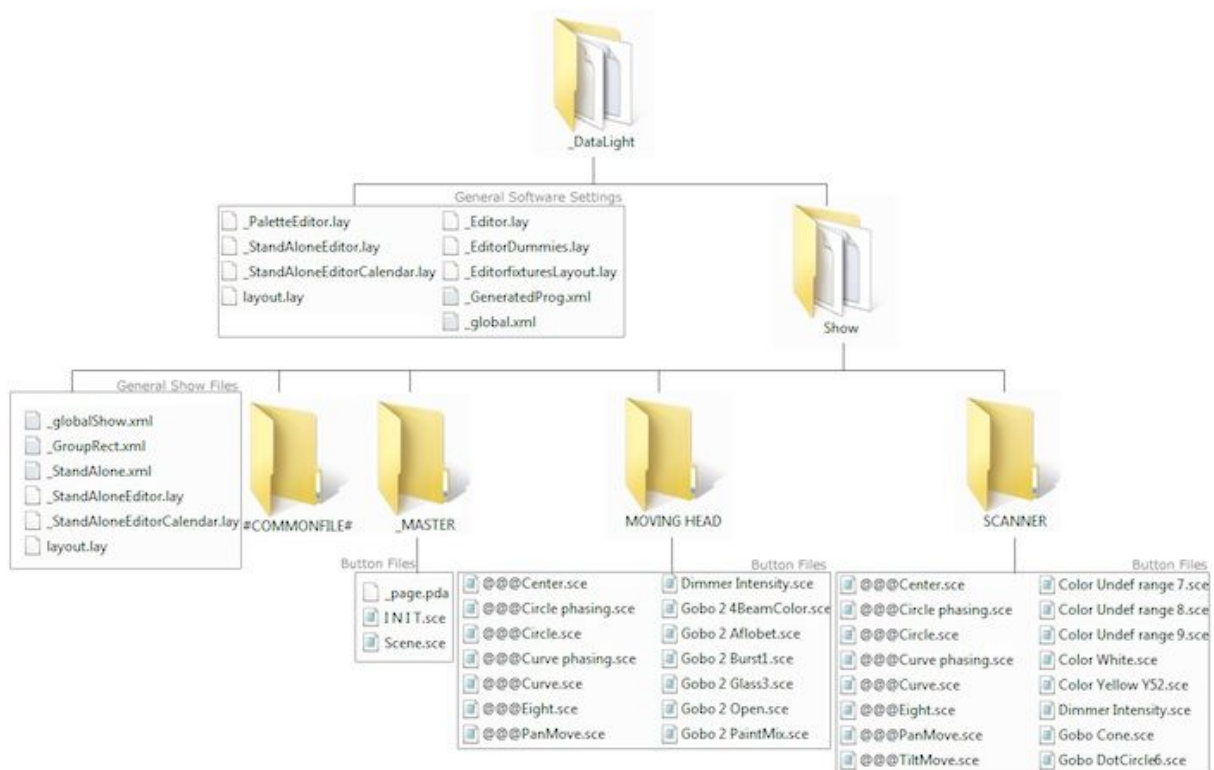 _DataLight
General Software Settings
_PaletteEditor.lay
_StandAloneEditor.lay
_StandAloneEditorCalendar.lay
layout.lay
_Editor.lay
_EditorDummies.lay
_EditorfixturesLayout.lay
_GeneratedProg.xml
_global.xml
Show
General Show Files
_globalShow.xml
_GroupRect.xml
_StandAlone.xml
_StandAloneEditor.lay
_StandAloneEditorCalendar.lay
layout.lay
#COMMONFILE#
_MASTER
MOVING HEAD
SCANNER
Button Files
_page.pda
I N I T.sce
Scene.sce
Button Files
@@@Center.sce
@@@Circle phasing.sce
@@@Circle.sce
@@@Curve phasing.sce
@@@Curve.sce
@@@Eight.sce
@@@PanMove.sce
Dimmer Intensity.sce
Gobo 2 4BeamColor.sce
Gobo 2 Aflobet.sce
Gobo 2 Burst1.sce
Gobo 2 Glass3.sce
Gobo 2 Open.sce
Gobo 2 PaintMix.sce
Button Files
@@@Center.sce
@@@Circle phasing.sce
@@@Circle.sce
@@@Curve phasing.sce
@@@Curve.sce
@@@Eight.sce
@@@PanMove.sce
@@@TiltMove.sce
Color Undef range 7.sce
Color Undef range 8.sce
Color Undef range 9.sce
Color White.sce
Color Yellow Y52.sce
Dimmer Intensity.sce
Gobo Cone.sce
Gobo DotCircle6.sce